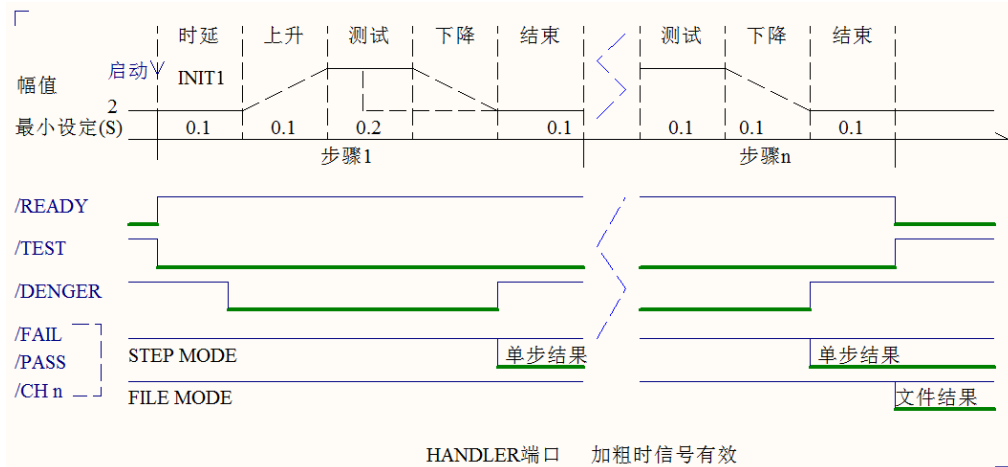 时延 上升 测试 下降 结束 测试 下降 结束
启动 INIT1
幅值
2
最小设定(S) 0.1 0.1 0.2 0.1 0.1 0.1 0.1
步骤1 步骤n
/READY
/TEST
/DENGER
/FAIL
/PASS STEP MODE 单步结果 单步结果
/CH n FILE MODE 文件结果
HANDLER端口 加粗时信号有效